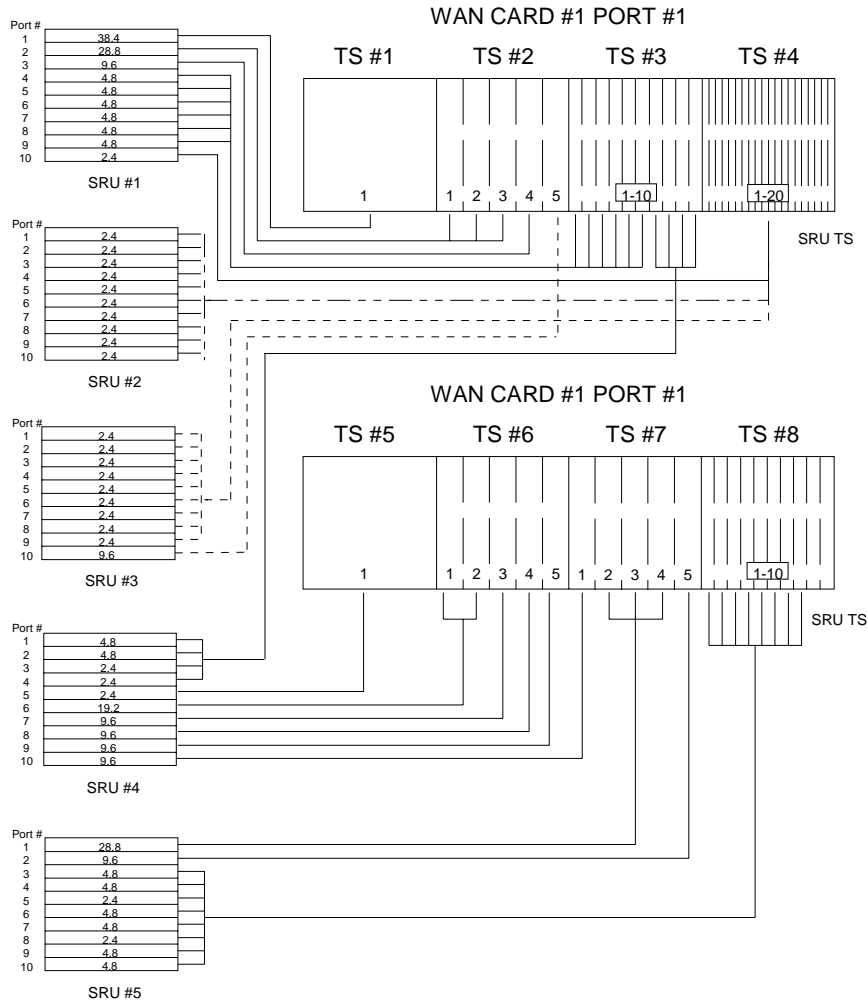 WAN CARD #1 PORT #1
TS #1 TS #2 TS #3 TS #4
Port #
1 38.4
2 28.8
3 9.6
4 4.8
5 4.8
6 4.8
7 4.8
8 4.8
9 4.8
10 2.4
SRU #1
1 1 2 3 4 5 1-10 1-20
SRU TS
Port #
1 2.4
2 2.4
3 2.4
4 2.4
5 2.4
6 2.4
7 2.4
8 2.4
9 2.4
10 2.4
SRU #2
WAN CARD #1 PORT #1
TS #5 TS #6 TS #7 TS #8
Port #
1 2.4
2 2.4
3 2.4
4 2.4
5 2.4
6 2.4
7 2.4
8 2.4
9 2.4
10 9.6
SRU #3
1 1 2 3 4 5 1 2 3 4 5 1-10
SRU TS
Port #
1 4.8
2 4.8
3 2.4
4 2.4
5 2.4
6 19.2
7 9.6
8 9.6
9 9.6
10 9.6
SRU #4
Port #
1 28.8
2 9.6
3 4.8
4 4.8
5 2.4
6 4.8
7 4.8
8 2.4
9 4.8
10 4.8
SRU #5